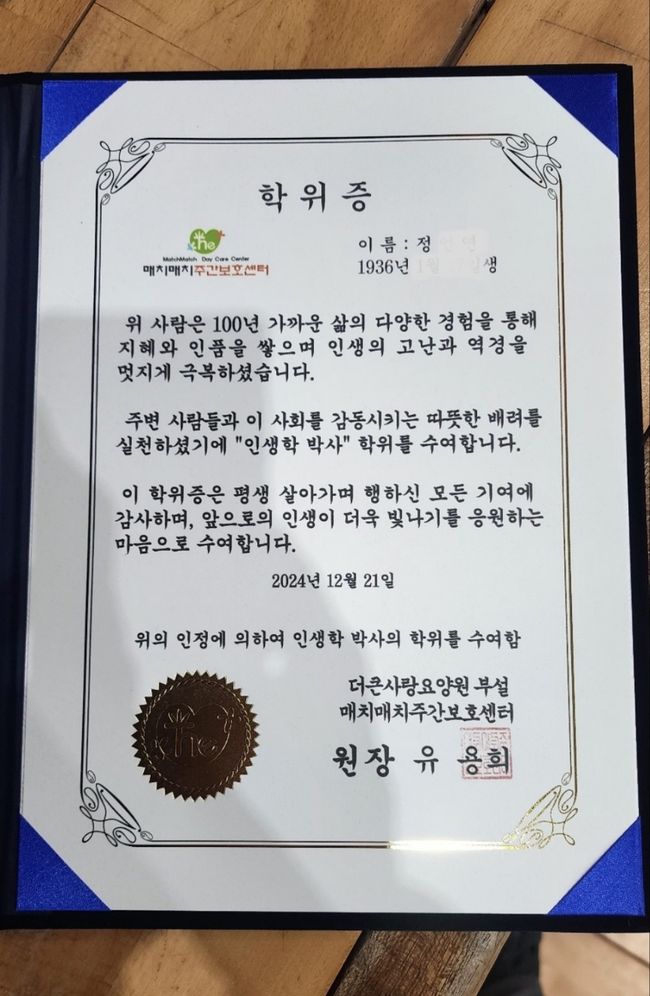 학위증
he
MatchMatch Day Care Center
매치매치주간보호센터
이 름 : 정
1936년 생
위 사람은 100년 가까운 삶의 다양한 경험을 통해
지혜와 인품을 쌓으며 인생의 고난과 역경을
멋지게 극복하셨습니다.
주변 사람들과 이 사회를 감동시키는 따뜻한 배려를
실천하셨기에 "인생학 박사" 학위를 수여합니다.
이 학위증은 평생 살아가며 행하신 모든 기여에
감사하며, 앞으로의 인생이 더욱 빛나기를 응원하는
마음으로 수여합니다.
2024년 12월 21일
위의 인정에 의하여 인생학 박사의 학위를 수여함
더큰사랑요양원 부설
매치매치주간보호센터
원장 유 용희
he